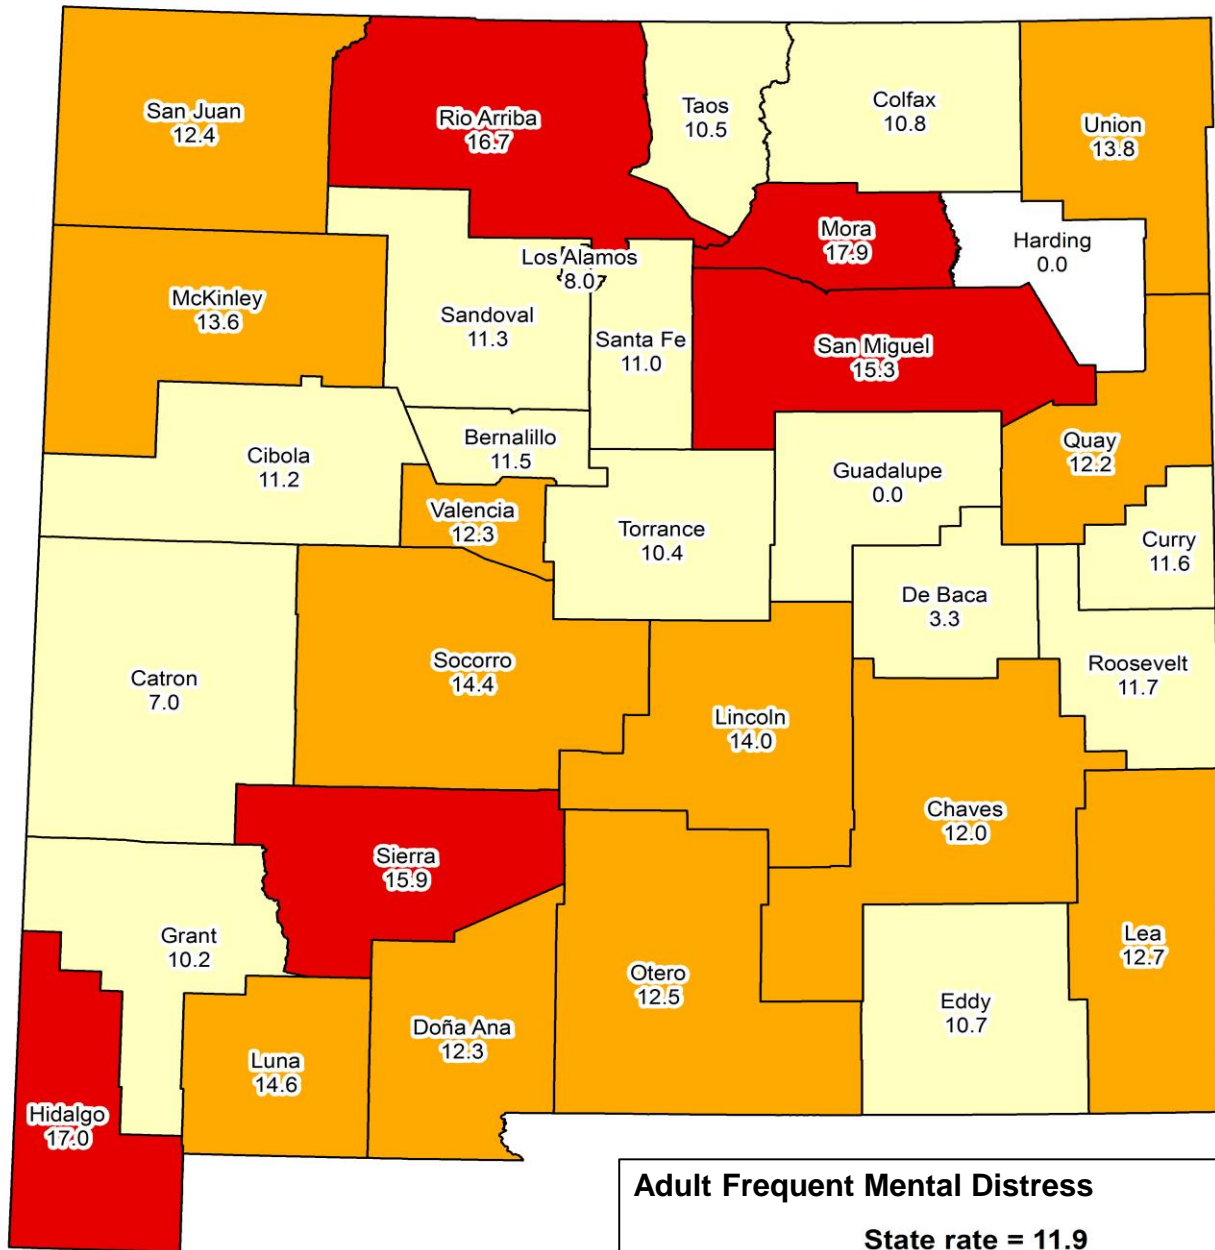 San Juan
12.4
Rio Arriba
16.7
Taos
10.5
Colfax
10.8
Union
13.8
Mora
17.9
Harding
0.0
Los Alamos
8.0
McKinley
13.6
Sandoval
11.3
Santa Fe
11.0
San Miguel
15.3
Cibola
11.2
Bernalillo
11.5
Quay
12.2
Guadalupe
0.0
Valencia
12.3
Torrance
10.4
Curry
11.6
De Baca
3.3
Catron
7.0
Socorro
14.4
Roosevelt
11.7
Lincoln
14.0
Chaves
12.0
Sierra
15.9
Grant
10.2
Lea
12.7
Otero
12.5
Eddy
10.7
Doña Ana
12.3
Luna
14.6
Hidalgo
17.0
Adult Frequent Mental Distress
State rate = 11.9